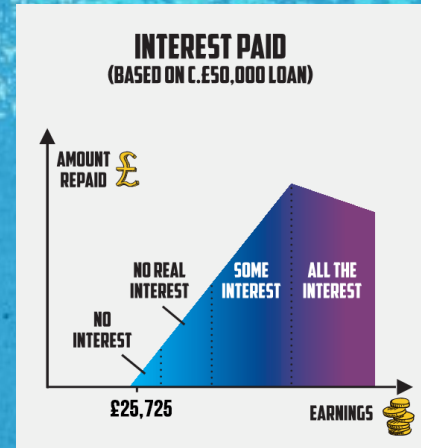 INTEREST PAID
(BASED ON C.£50,000 LOAN)
AMOUNT £
REPAID
NO REAL
INTEREST
SOME
INTEREST
ALL THE
INTEREST
NO
INTEREST
£25,725
EARNINGS